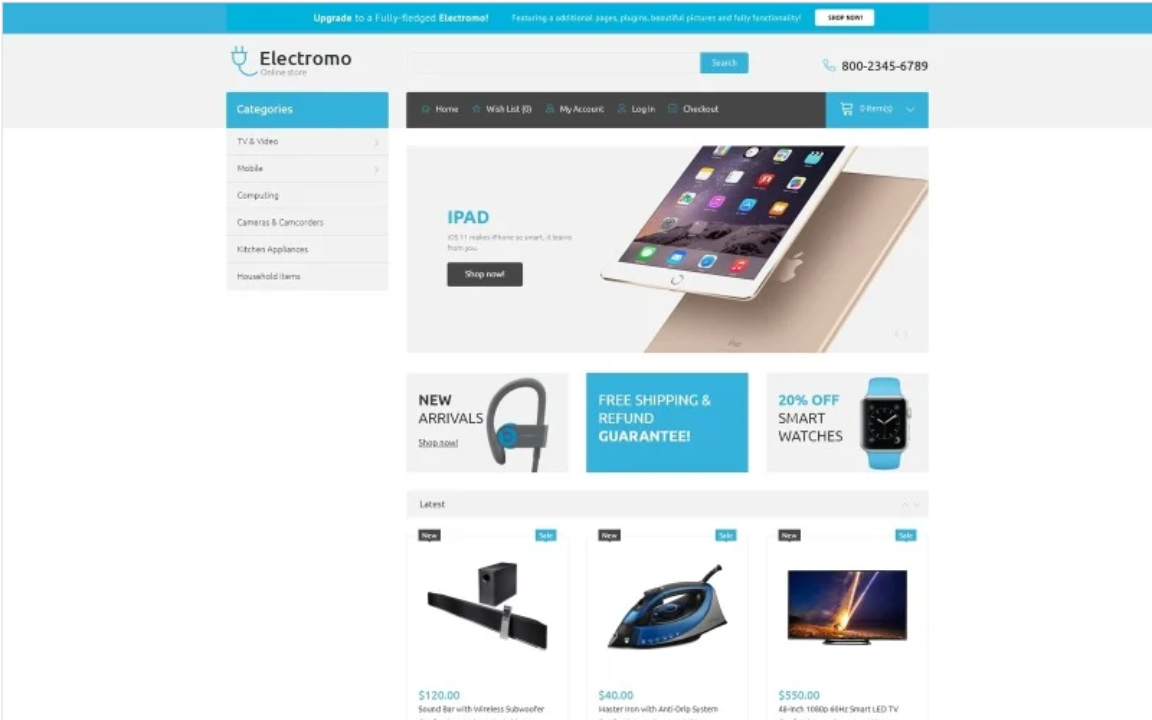 Upgrade to a Fully-fledged Electromo!
Featuring a additional pages, plugins, beautiful pictures and fully functionality!
SHOP NOW!
Electromo
Online store
Search
800-2345-6789
Categories
Home
Wish List (0)
My Account
Log In
Checkout
0 item(s)
TV & Video
Mobile
Computing
Cameras & Camcorders
Kitchen Appliances
Household Items
IPAD
iOS 11 makes iPhone so smart, it learns
from you.
Shop now!
NEW
ARRIVALS
Shop now!
FREE SHIPPING &
REFUND
GUARANTEE!
20% OFF
SMART
WATCHES
Latest
New
Sale
New
Sale
New
Sale
$120.00
Sound Bar with Wireless Subwoofer
$40.00
Master Iron with Anti-Drip System
$550.00
48-Inch 1080p 60Hz Smart LED TV